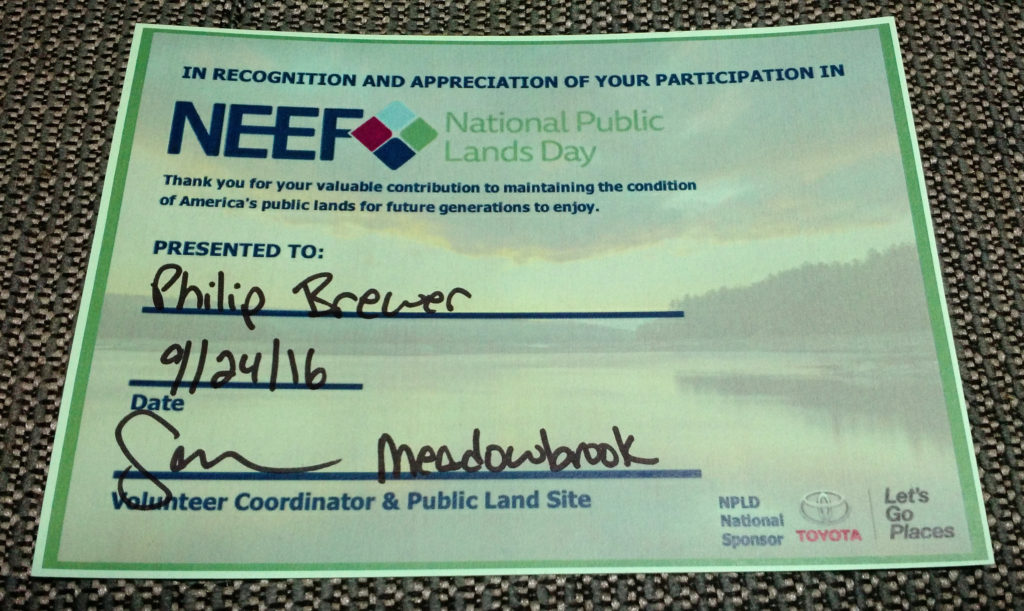 IN RECOGNITION AND APPRECIATION OF YOUR PARTICIPATION IN
NEEF National Public
Lands Day
Thank you for your valuable contribution to maintaining the condition
of America's public lands for future generations to enjoy.
PRESENTED TO:
Philip Brewer
9/24/16
Date
Meadowbrook
Volunteer Coordinator & Public Land Site
NPLD
National
Sponsor
TOYOTA
Let's
Go
Places